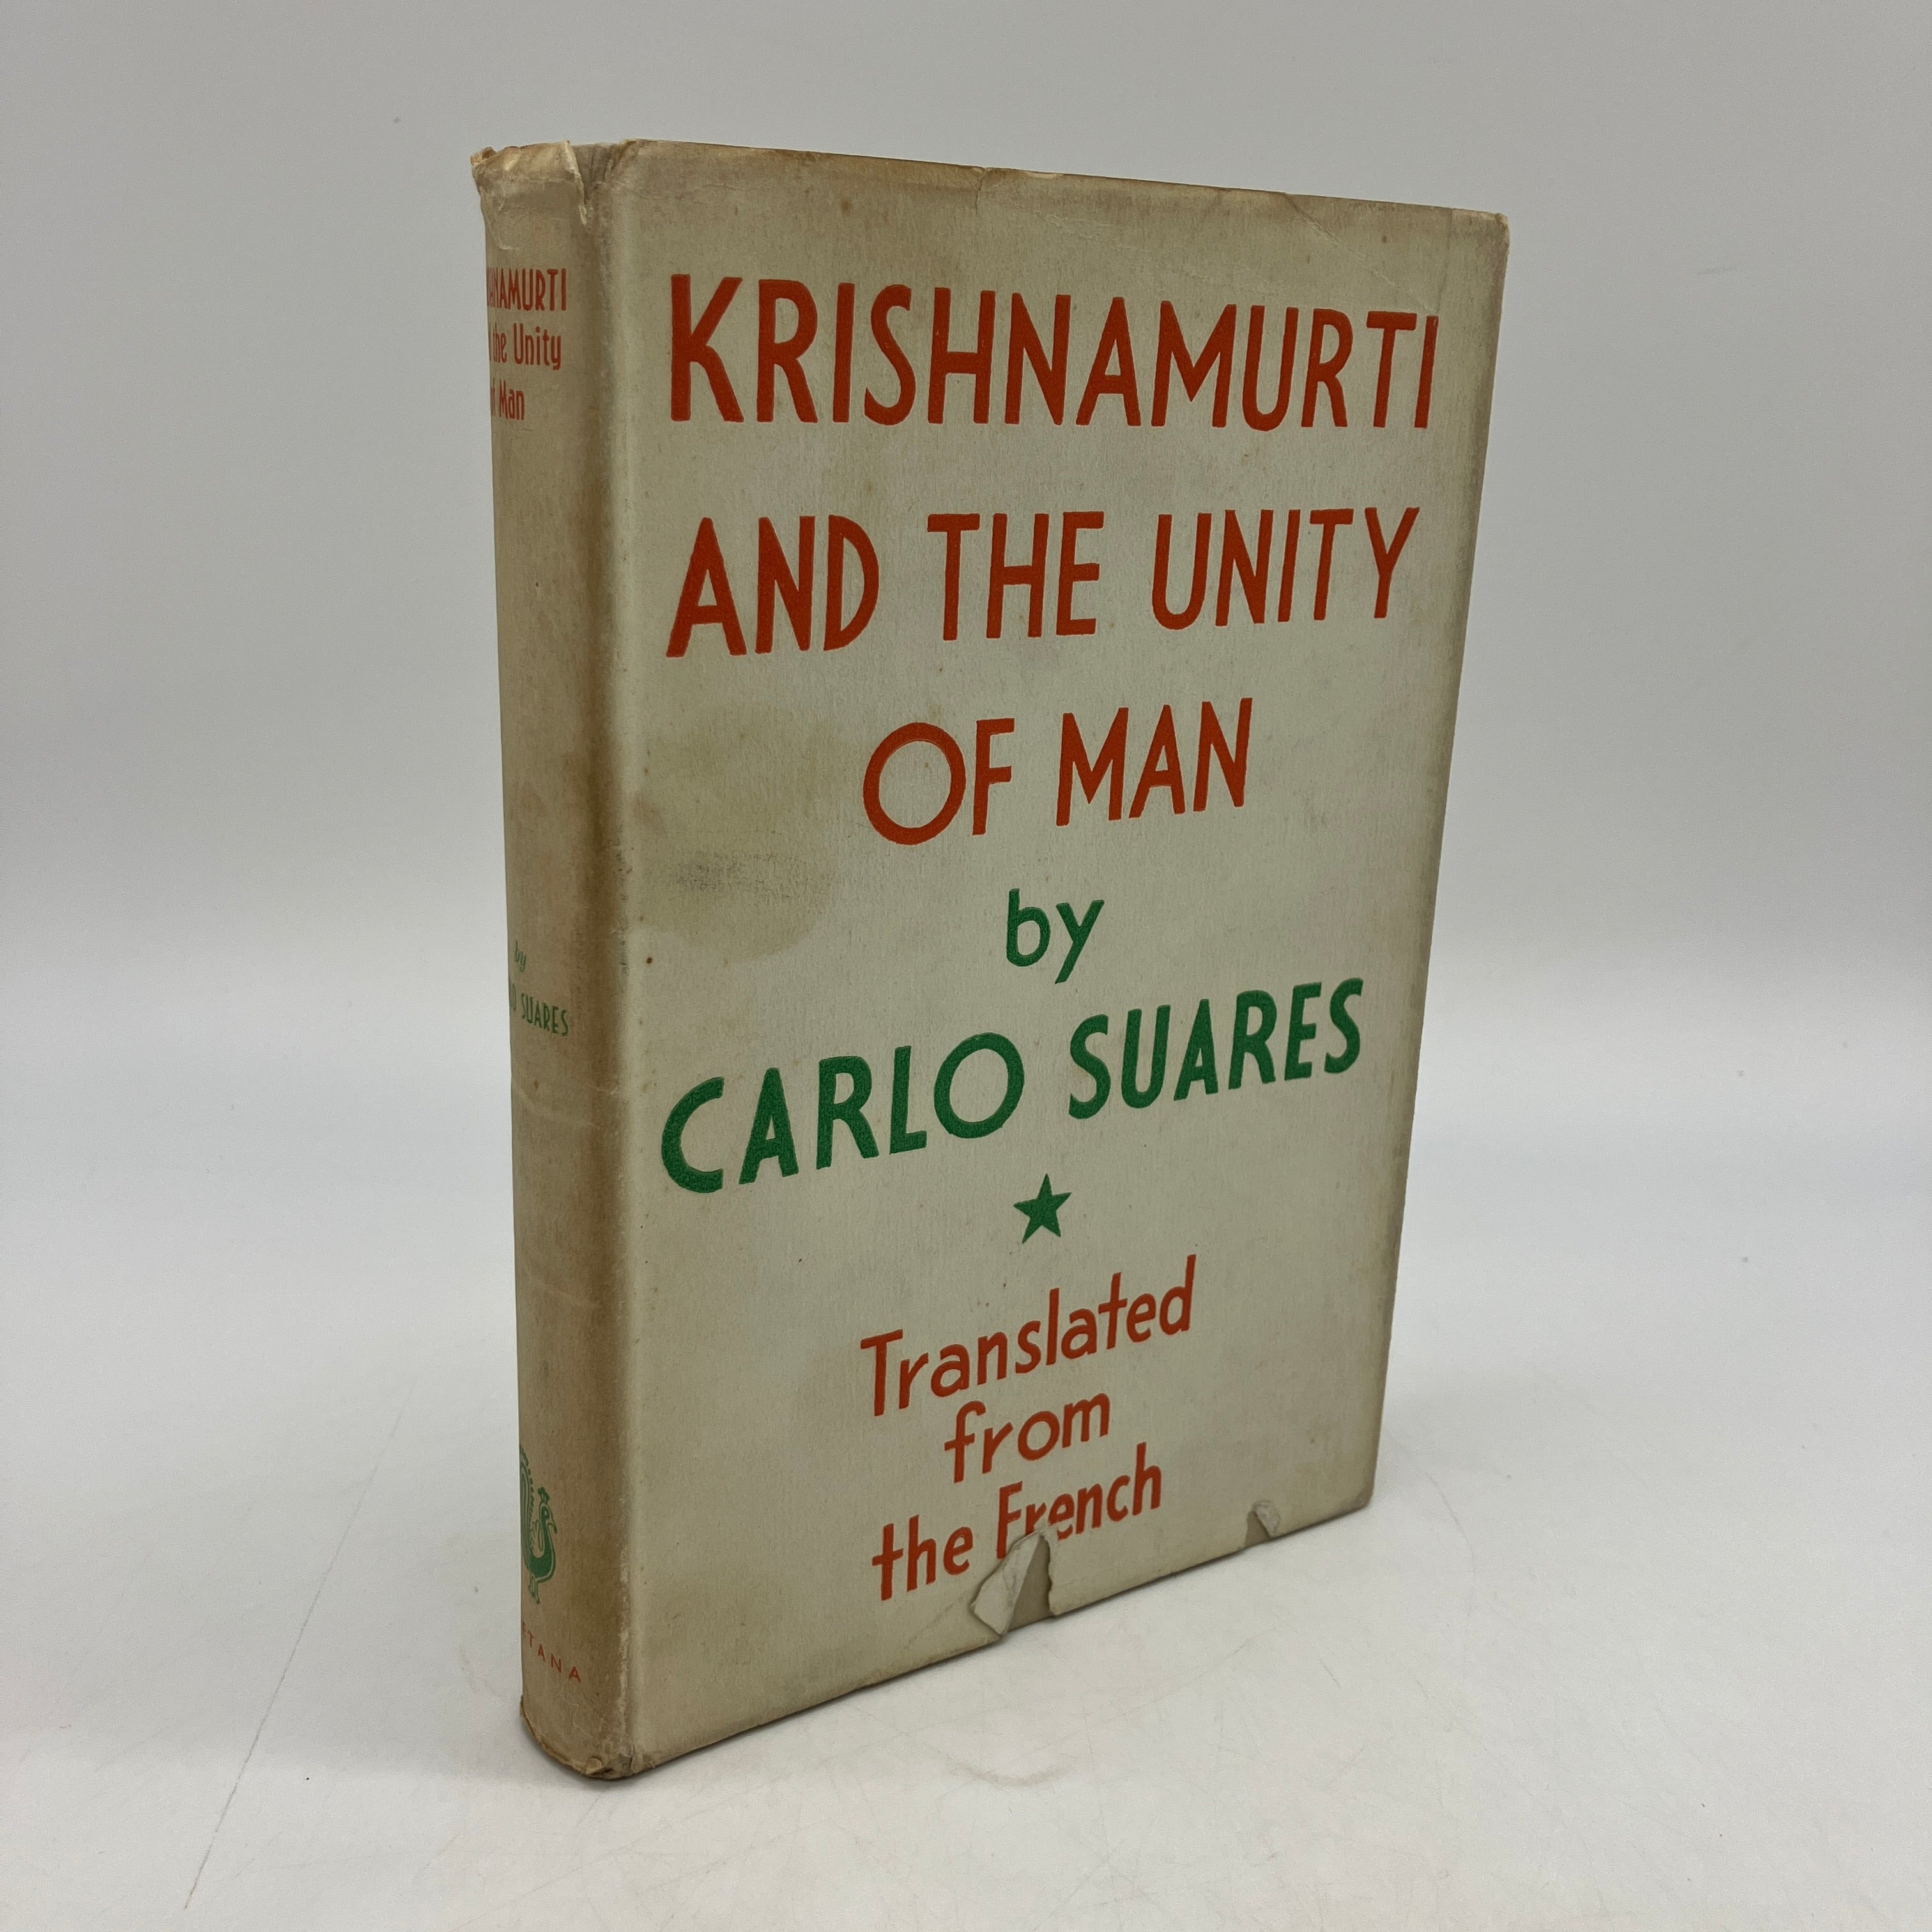 KRISHNAMURTI
AND THE UNITY
OF MAN
by
CARLO SUARES
Translated
from
the French
the Unity
Man
by
SUARES